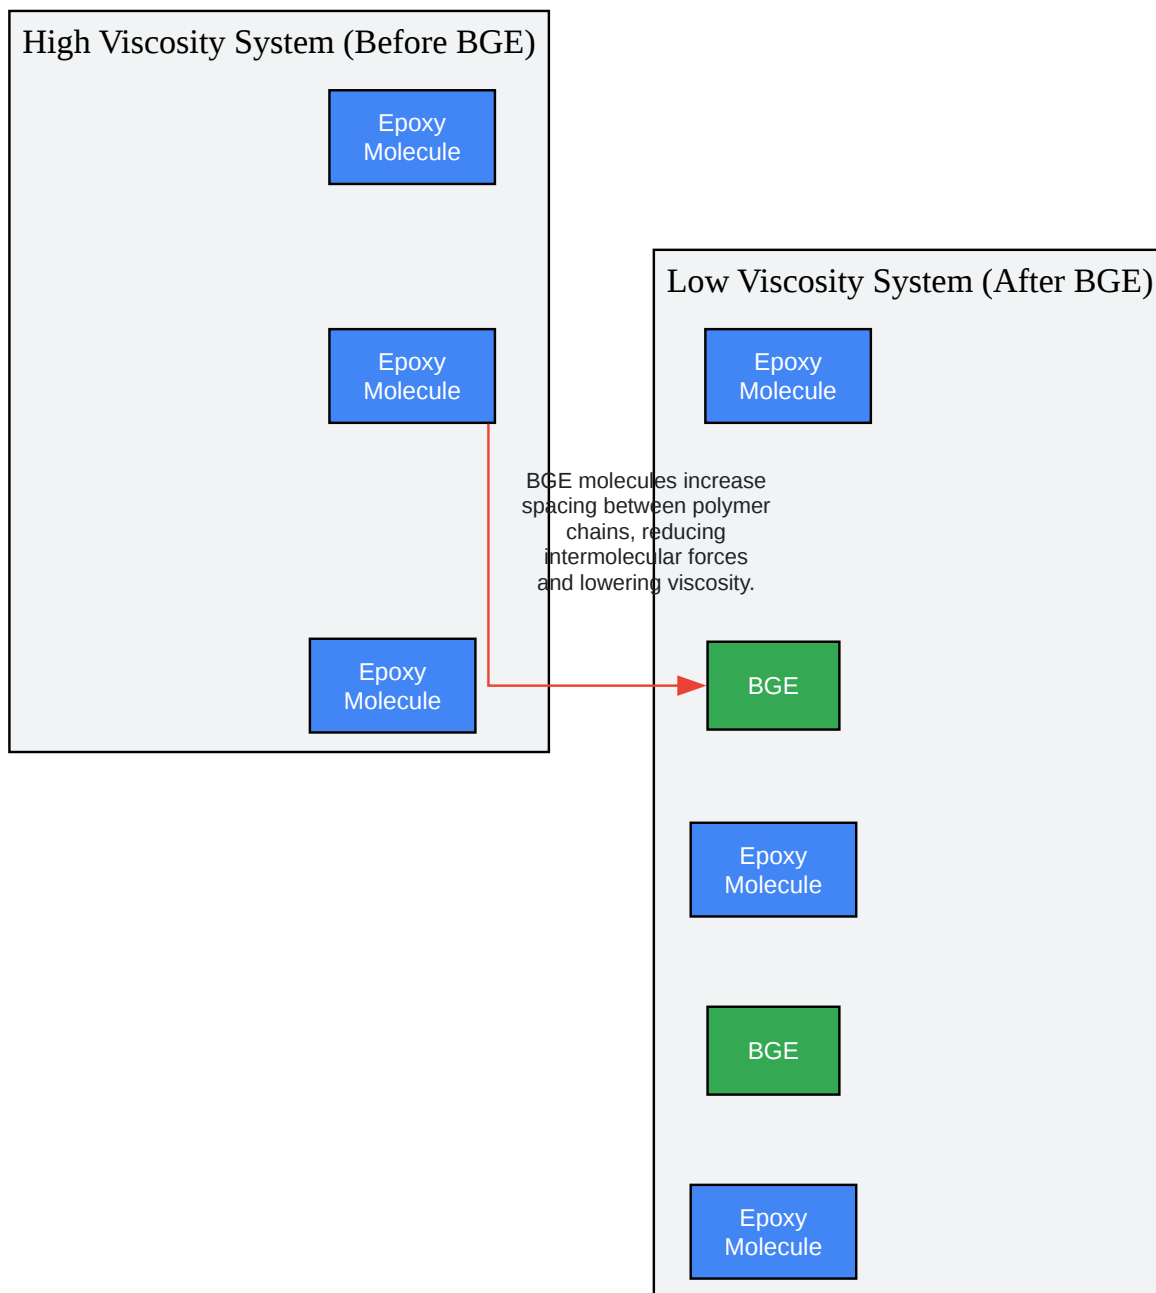 High Viscosity System (Before BGE)
Epoxy
Molecule
Epoxy
Molecule
Epoxy
Molecule
BGE molecules increase
spacing between polymer
chains, reducing
intermolecular forces
and lowering viscosity.
Low Viscosity System (After BGE)
Epoxy
Molecule
BGE
Epoxy
Molecule
BGE
Epoxy
Molecule